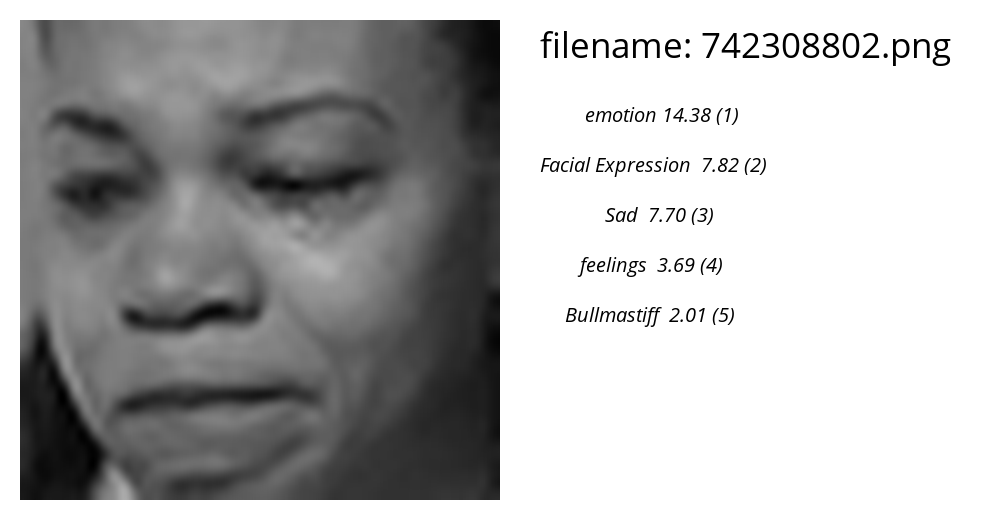 filename: 742308802.png
emotion 14.38 (1)
Facial Expression 7.82 (2)
Sad 7.70 (3)
feelings 3.69 (4)
Bullmastiff 2.01 (5)